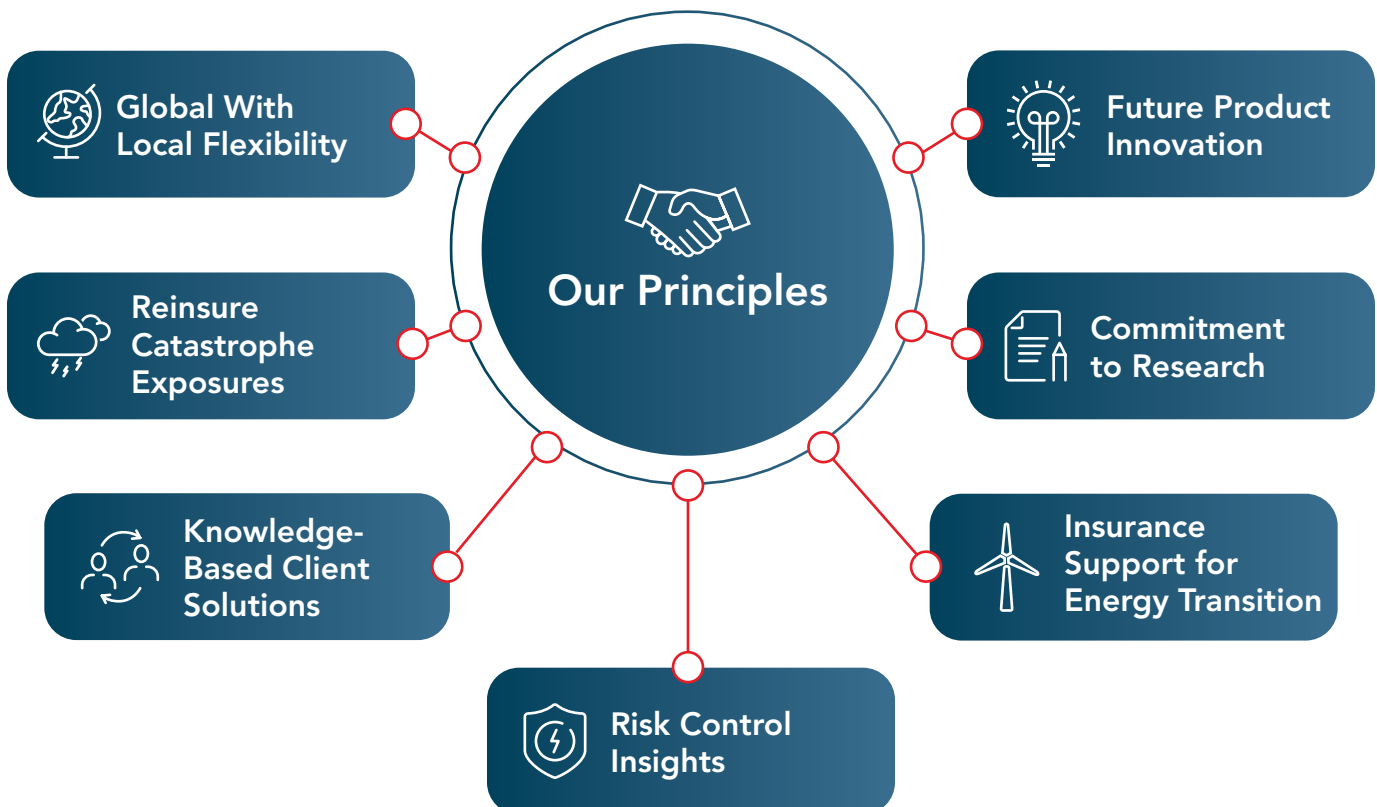 Our Principles
Global With
Local Flexibility
Reinsure
Catastrophe
Exposures
Knowledge-
Based Client
Solutions
Risk Control
Insights
Insurance
Support for
Energy Transition
Commitment
to Research
Future Product
Innovation